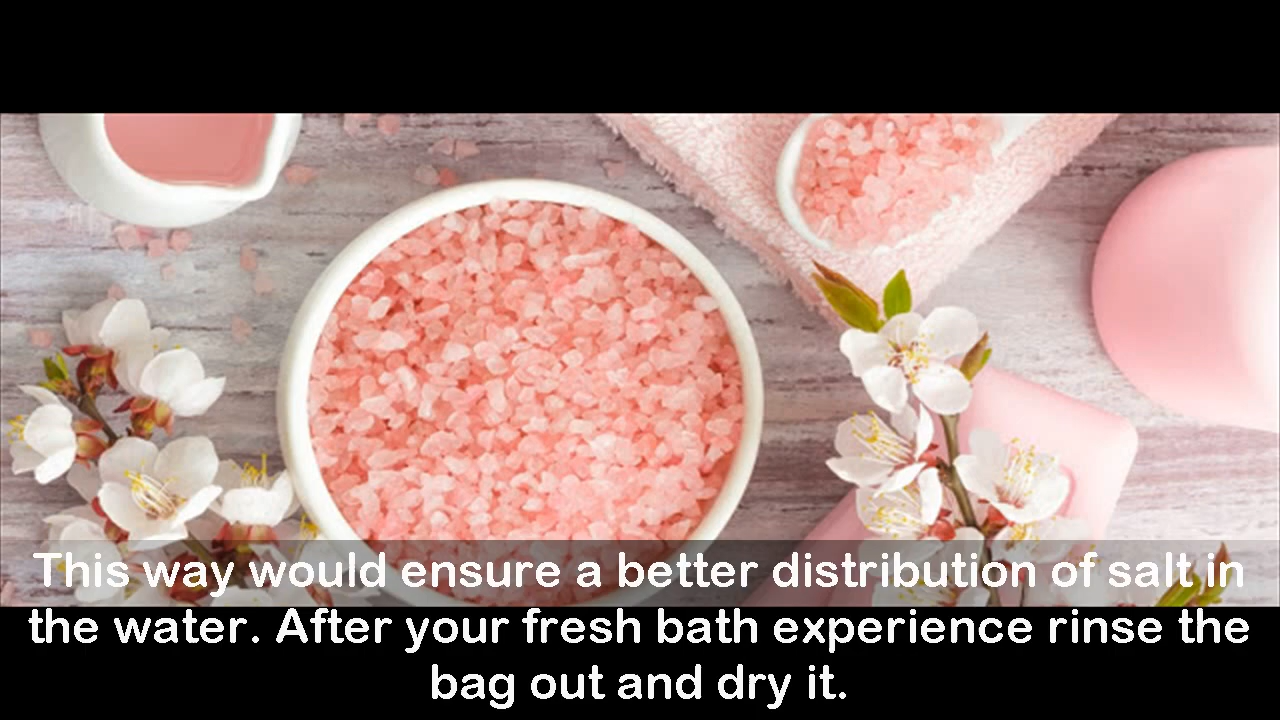 This way would ensure a better distribution of salt in
the water. After your fresh bath experience rinse the
bag out and dry it.